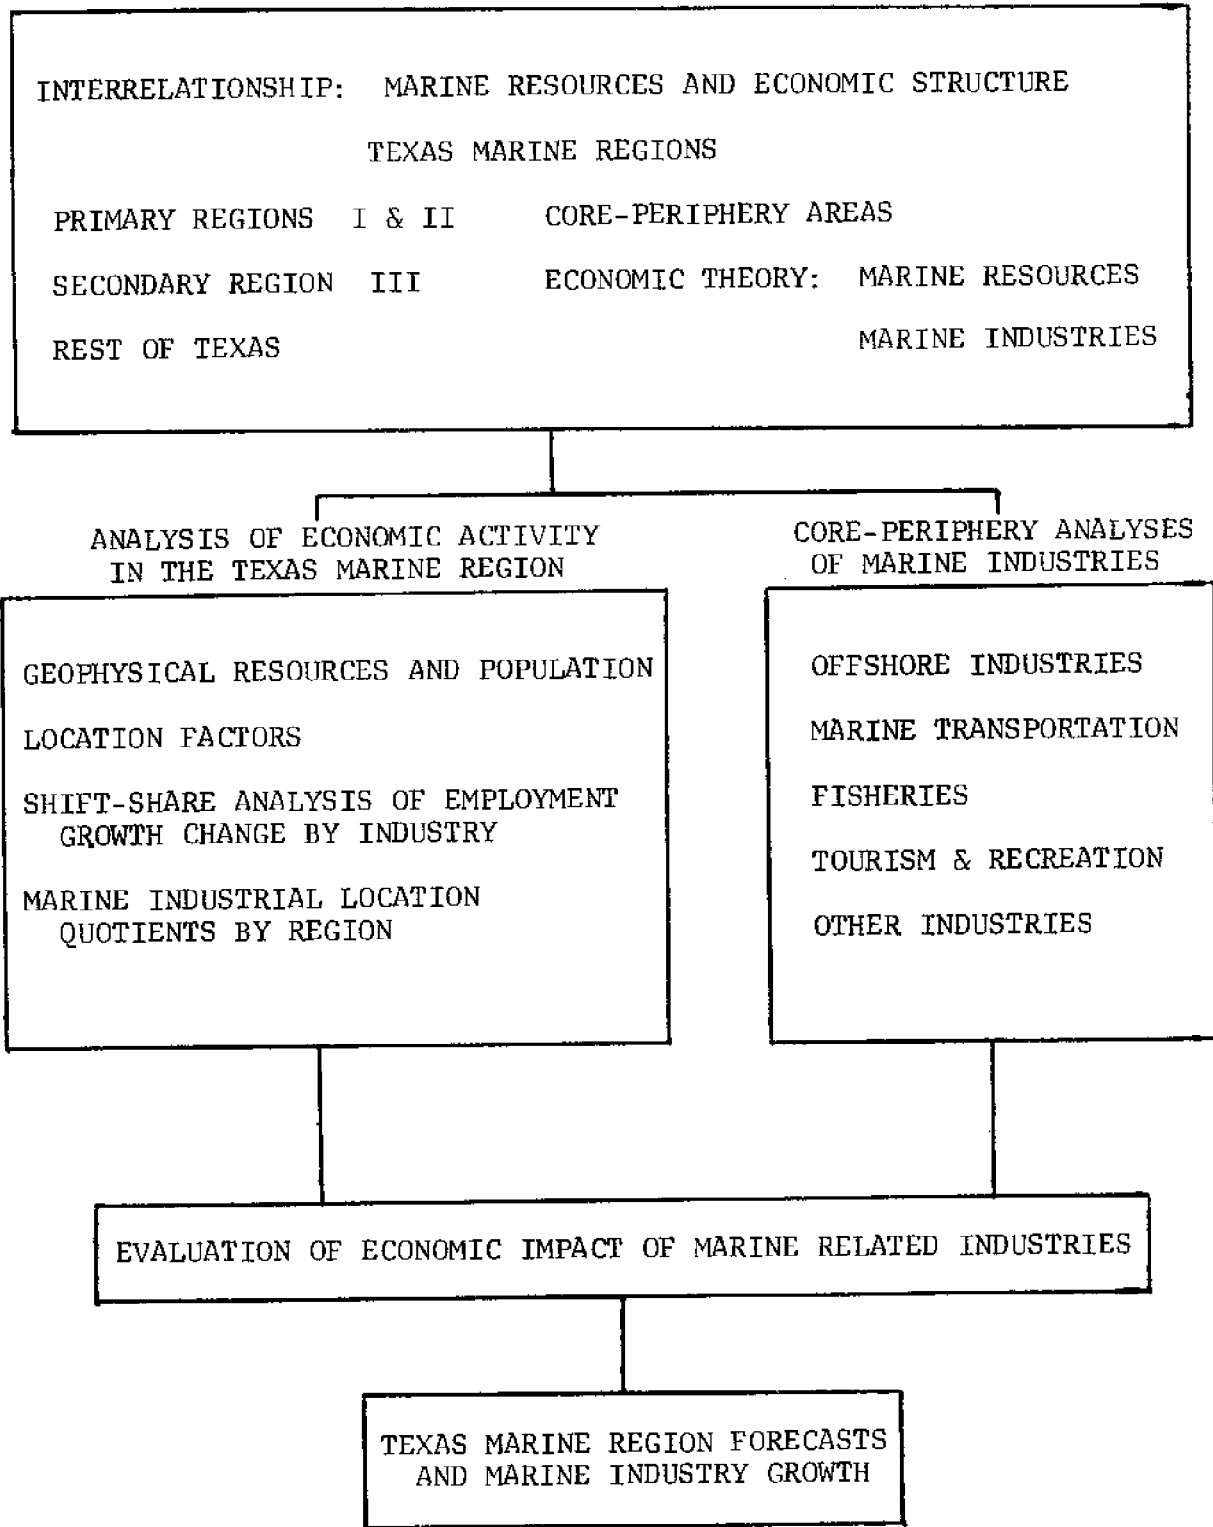 INTERRELATIONSHIP: MARINE RESOURCES AND ECONOMIC STRUCTURE
TEXAS MARINE REGIONS
PRIMARY REGIONS I & II CORE-PERIPHERY AREAS
SECONDARY REGION III ECONOMIC THEORY: MARINE RESOURCES
REST OF TEXAS MARINE INDUSTRIES
ANALYSIS OF ECONOMIC ACTIVITY
IN THE TEXAS MARINE REGION
GEOPHYSICAL RESOURCES AND POPULATION
LOCATION FACTORS
SHIFT-SHARE ANALYSIS OF EMPLOYMENT
GROWTH CHANGE BY INDUSTRY
MARINE INDUSTRIAL LOCATION
QUOTIENTS BY REGION
CORE-PERIPHERY ANALYSES
OF MARINE INDUSTRIES
OFFSHORE INDUSTRIES
MARINE TRANSPORTATION
FISHERIES
TOURISM & RECREATION
OTHER INDUSTRIES
EVALUATION OF ECONOMIC IMPACT OF MARINE RELATED INDUSTRIES
TEXAS MARINE REGION FORECASTS
AND MARINE INDUSTRY GROWTH